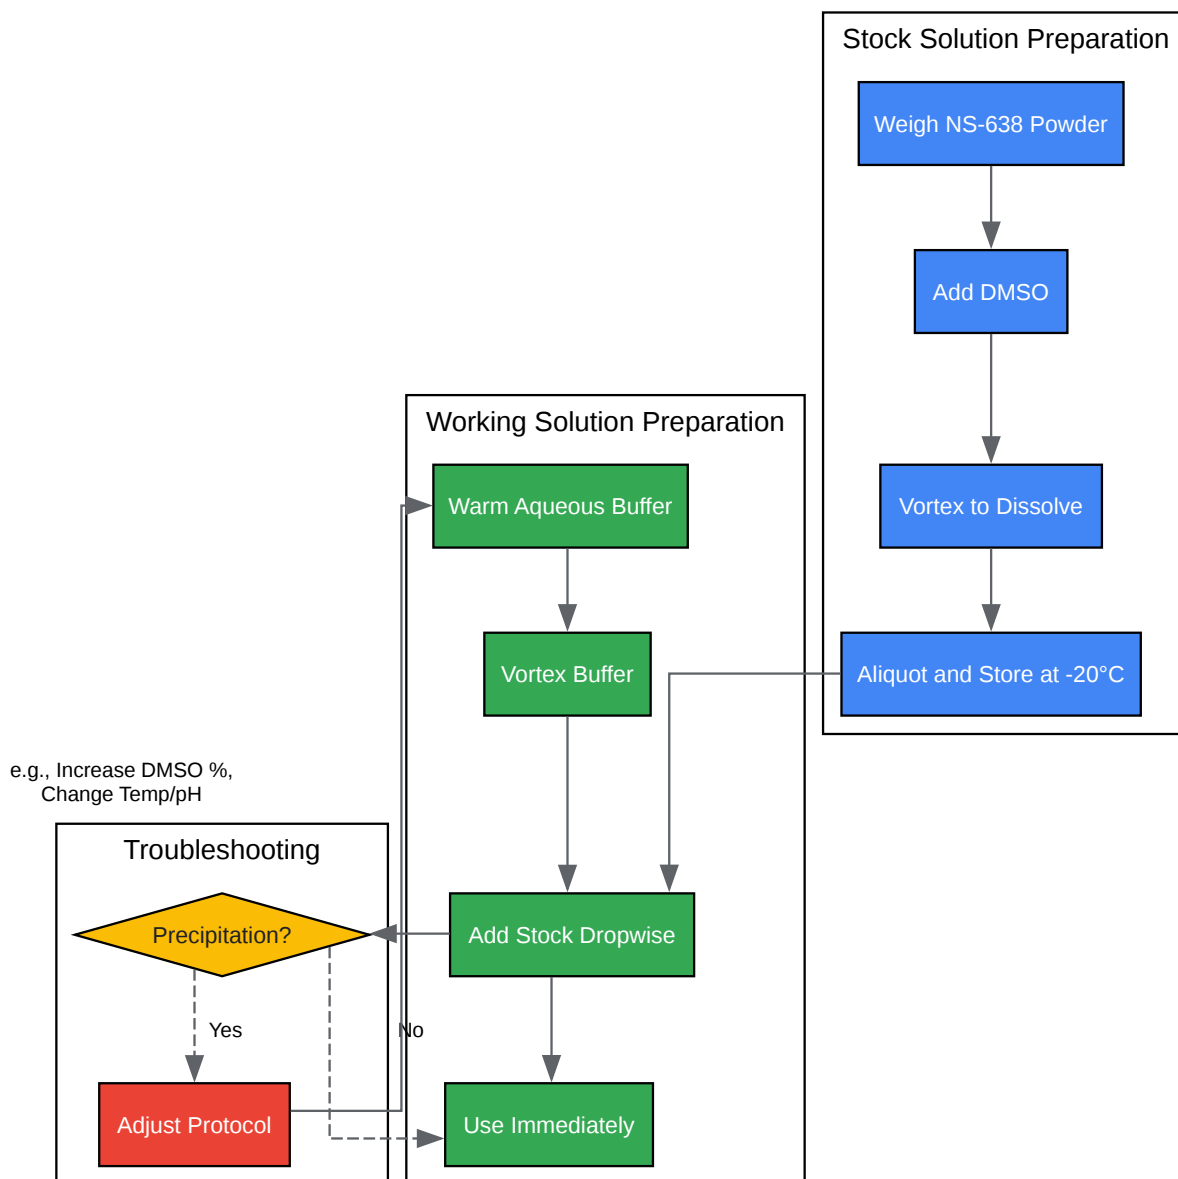 Stock Solution Preparation
Weigh NS-638 Powder
Add DMSO
Vortex to Dissolve
Aliquot and Store at -20°C
Working Solution Preparation
Warm Aqueous Buffer
Vortex Buffer
Add Stock Dropwise
Use Immediately
e.g., Increase DMSO %,
Change Temp/pH
Troubleshooting
Precipitation?
Yes
No
Adjust Protocol